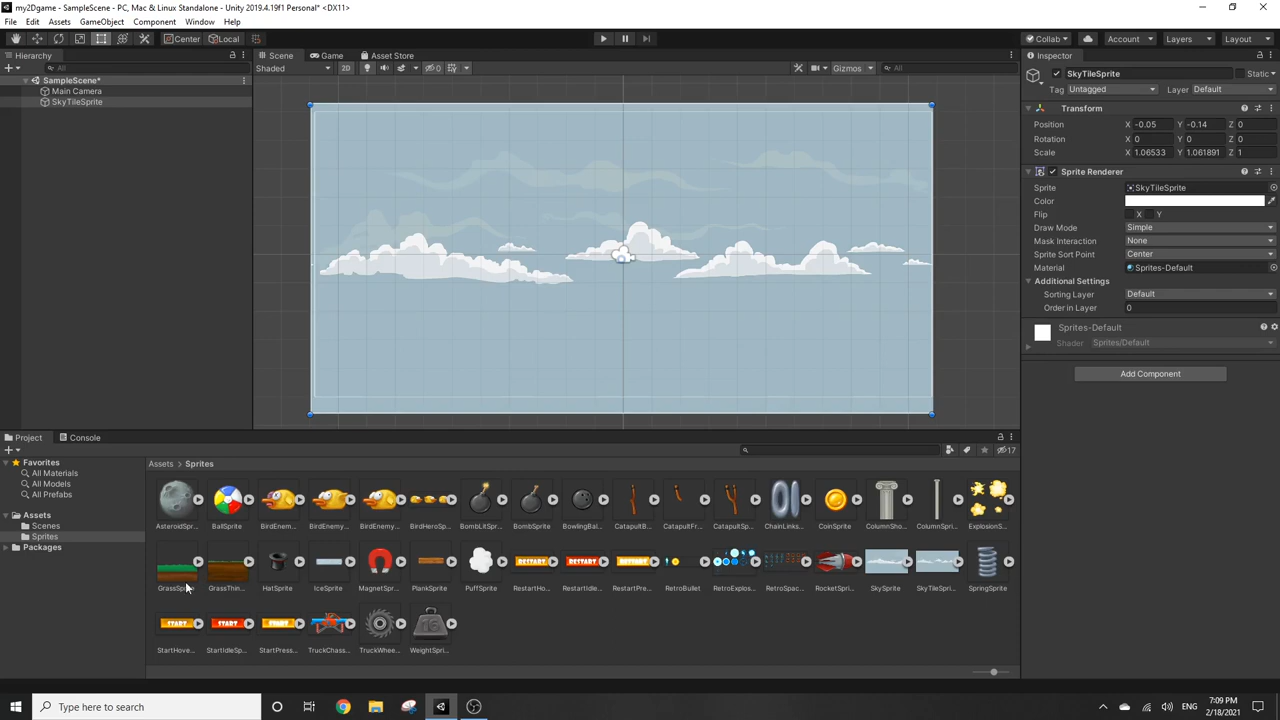 my2Dgame - SampleScene - PC, Mac & Linux Standalone - Unity 2019.4.19f1 Personal* <DX11>
File Edit Assets GameObject Component Window Help
Center Local Collab Account Layers Layout
Hierarchy
All
SampleScene*
Main Camera
SkyTileSprite
Scene Game Asset Store
Shaded 2D 0 Gizmos All
Inspector
SkyTileSprite Static
Tag Untagged Layer Default
Transform
Position X -0.05 Y -0.14 Z 0
Rotation X 0 Y 0 Z 0
Scale X 1.06533 Y 1.061891 Z 1
Sprite Renderer
Sprite SkyTileSprite
Color
Flip X Y
Draw Mode Simple
Mask Interaction None
Sprite Sort Point Center
Material Sprites-Default
Additional Settings
Sorting Layer Default
Order in Layer 0
Sprites-Default
Shader Sprites/Default
Add Component
Project Console
17
Favorites
All Materials
All Models
All Prefabs
Assets
Scenes
Sprites
Packages
Assets > Sprites
AsteroidSpr... BallSprite BirdEnem... BirdEnemy... BirdEnem... BirdHeroSp... BombLitSpr... BombSprite BowlingBal... CatapultB... CatapultFr... CatapultSp... ChainLinks... CoinSprite ColumnSho... ColumnSpri... ExplosionS...
GrassSp GrassThin... HatSprite IceSprite MagnetSpr... PlankSprite PuffSprite RestartHo... RestartIdle... RestartPre... RetroBullet RetroExplos... RetroSpac... RocketSpri... SkySprite SkyTileSpri... SpringSprite
RESTART RESTART RESTART
START START START 16
StartHove... StartIdleSp... StartPress... TruckChass... TruckWhee... WeightSpri...
Type here to search
7:09 PM
2/18/2021